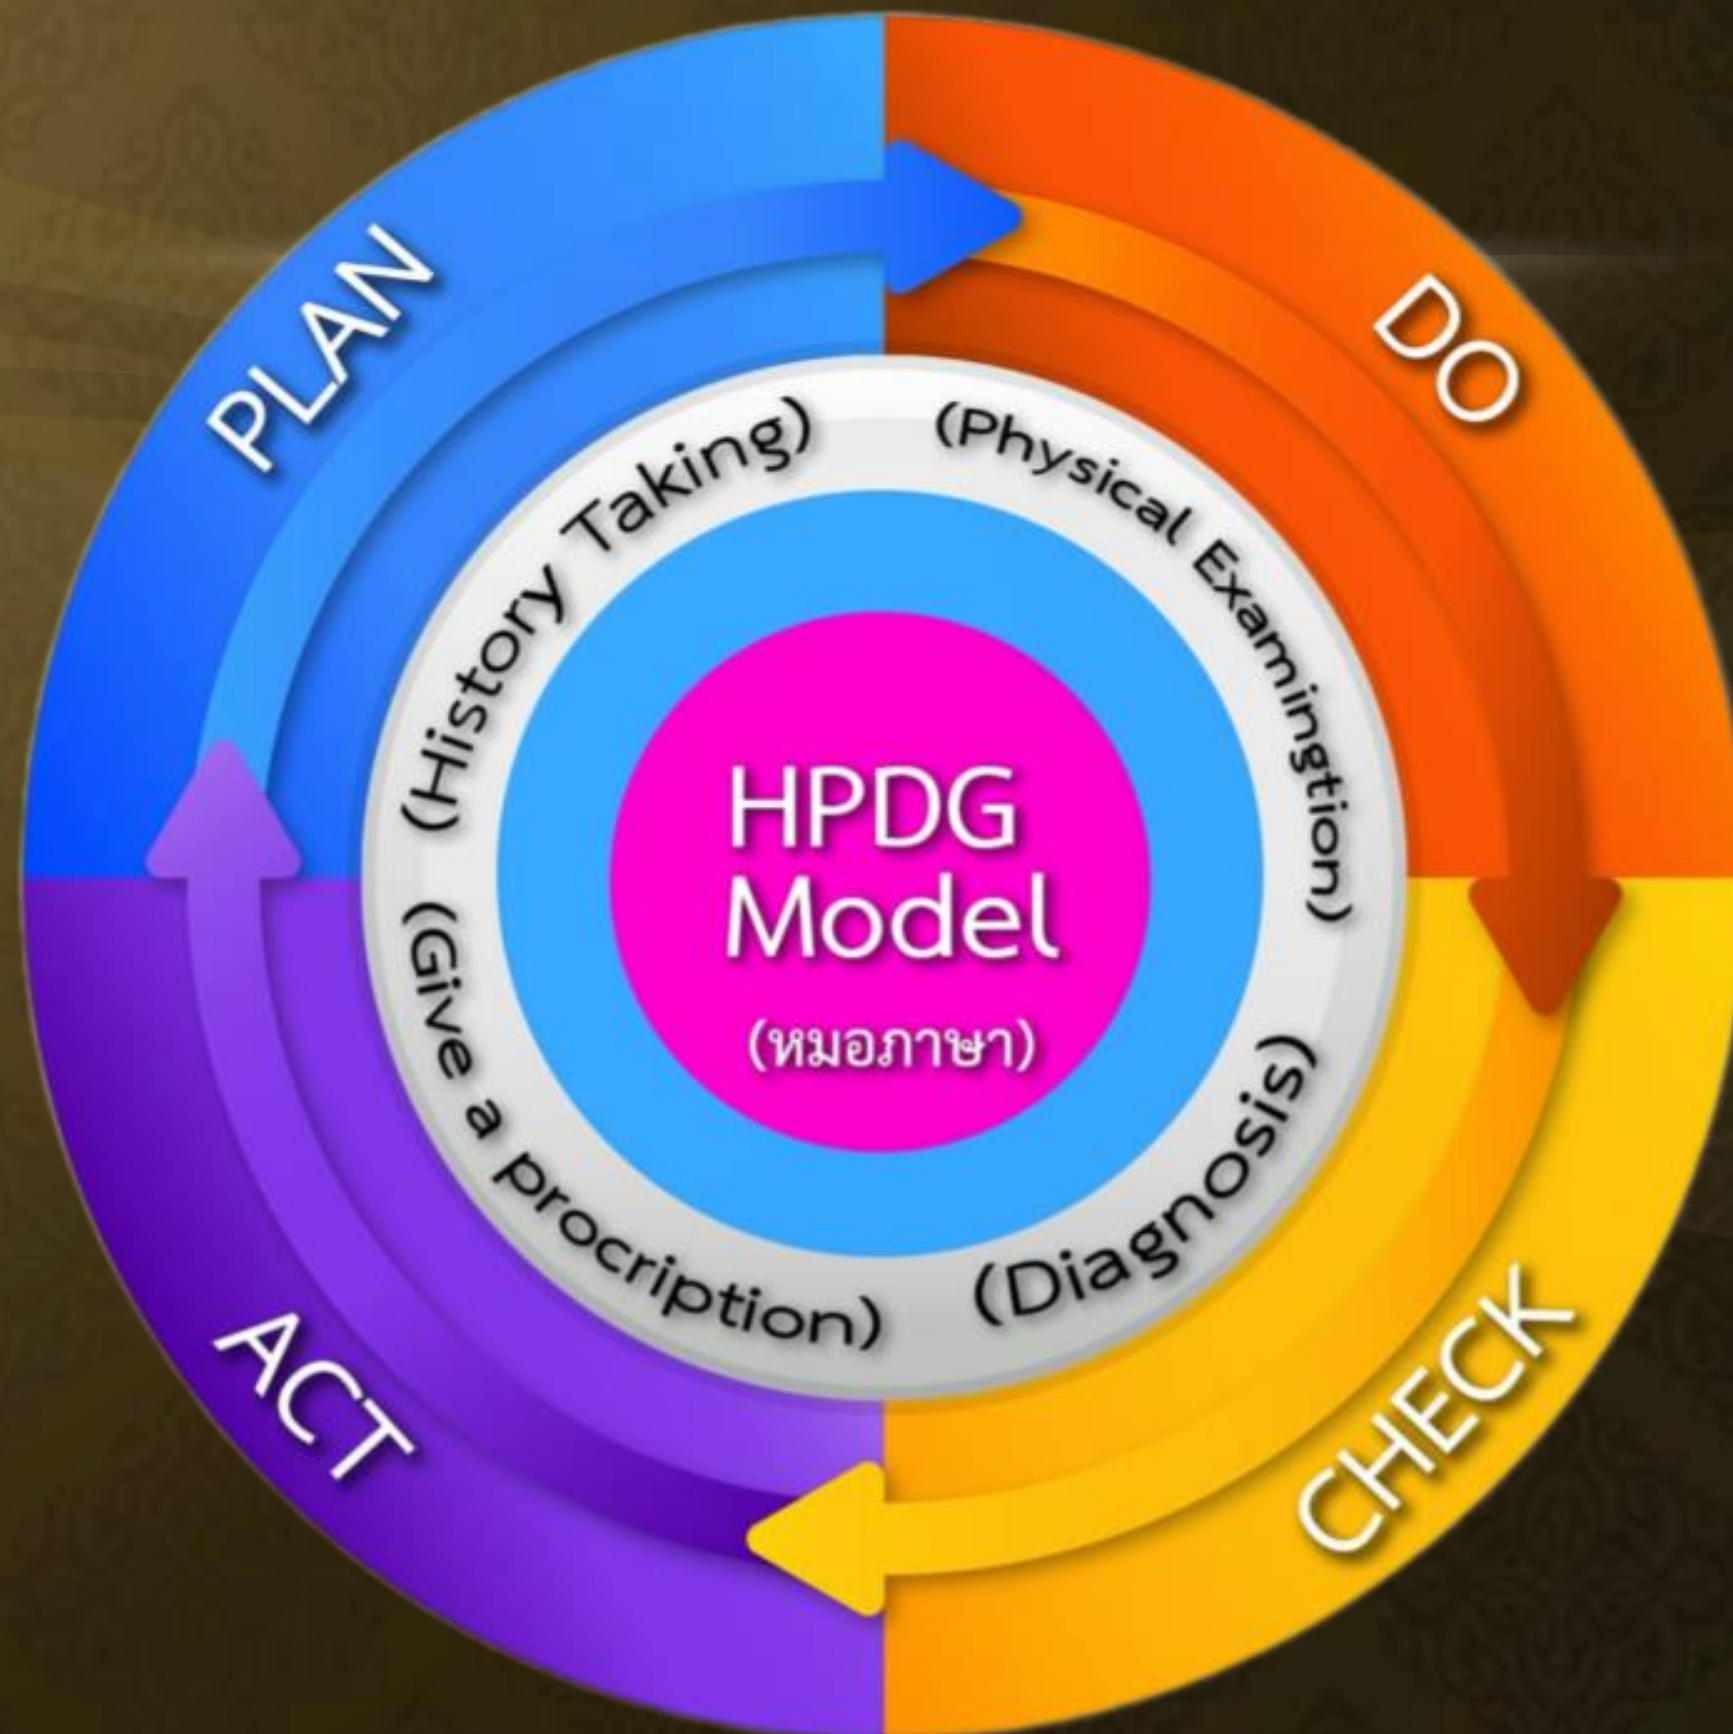 PLAN
DO
(History Taking)
(Physical Examingtion)
HPDG
Model
(หมอภาษา)
(Give a procription)
(Diagnosis)
ACT
CHECK